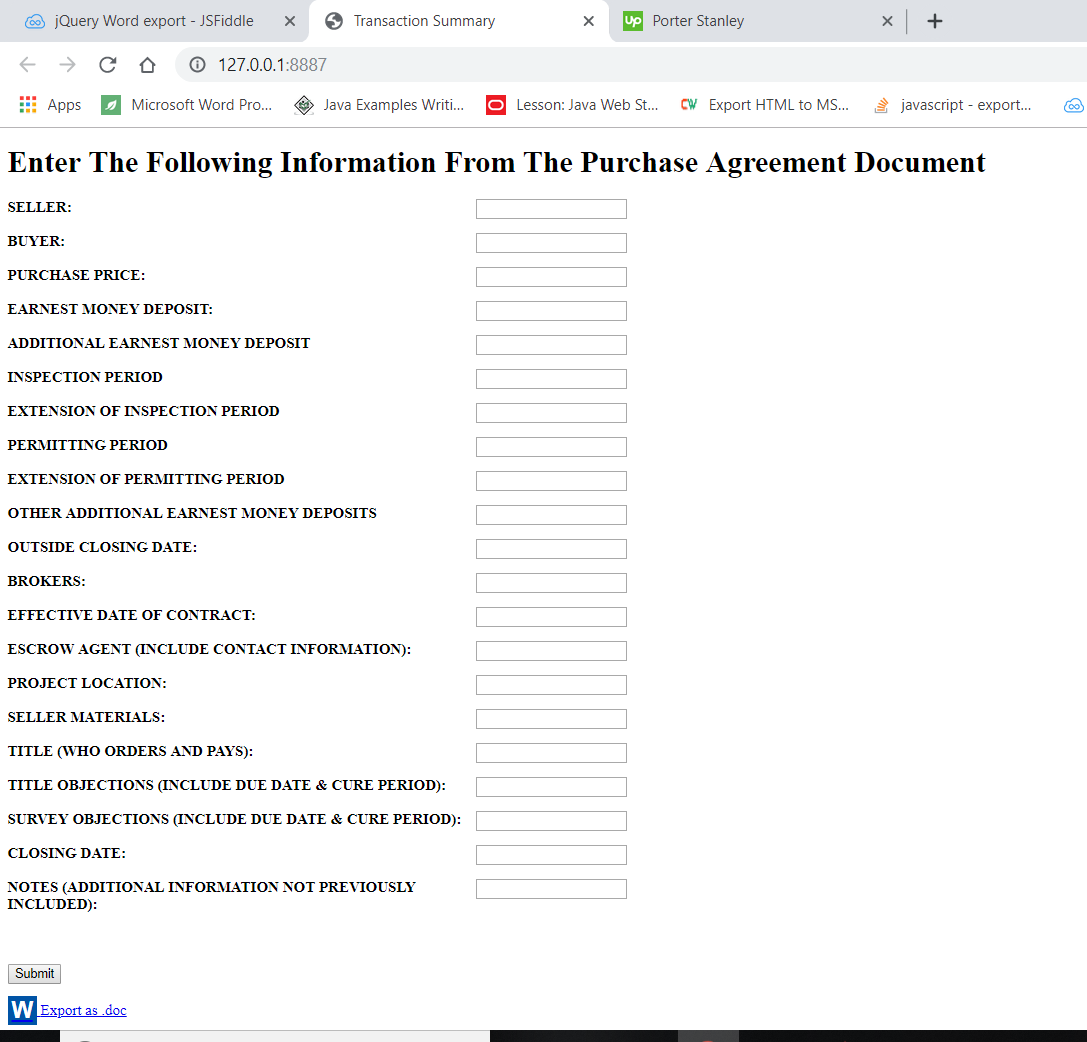 jQuery Word export - JSFiddle
Transaction Summary
up Porter Stanley
127.0.0.1:8887
Apps
Microsoft Word Pro...
Java Examples Writi...
Lesson: Java Web St...
CW Export HTML to MS...
javascript - export...
Enter The Following Information From The Purchase Agreement Document
SELLER:
BUYER:
PURCHASE PRICE:
EARNEST MONEY DEPOSIT:
ADDITIONAL EARNEST MONEY DEPOSIT
INSPECTION PERIOD
EXTENSION OF INSPECTION PERIOD
PERMITTING PERIOD
EXTENSION OF PERMITTING PERIOD
OTHER ADDITIONAL EARNEST MONEY DEPOSITS
OUTSIDE CLOSING DATE:
BROKERS:
EFFECTIVE DATE OF CONTRACT:
ESCROW AGENT (INCLUDE CONTACT INFORMATION):
PROJECT LOCATION:
SELLER MATERIALS:
TITLE (WHO ORDERS AND PAYS):
TITLE OBJECTIONS (INCLUDE DUE DATE & CURE PERIOD):
SURVEY OBJECTIONS (INCLUDE DUE DATE & CURE PERIOD):
CLOSING DATE:
NOTES (ADDITIONAL INFORMATION NOT PREVIOUSLY
INCLUDED):
Submit
W Export as .doc